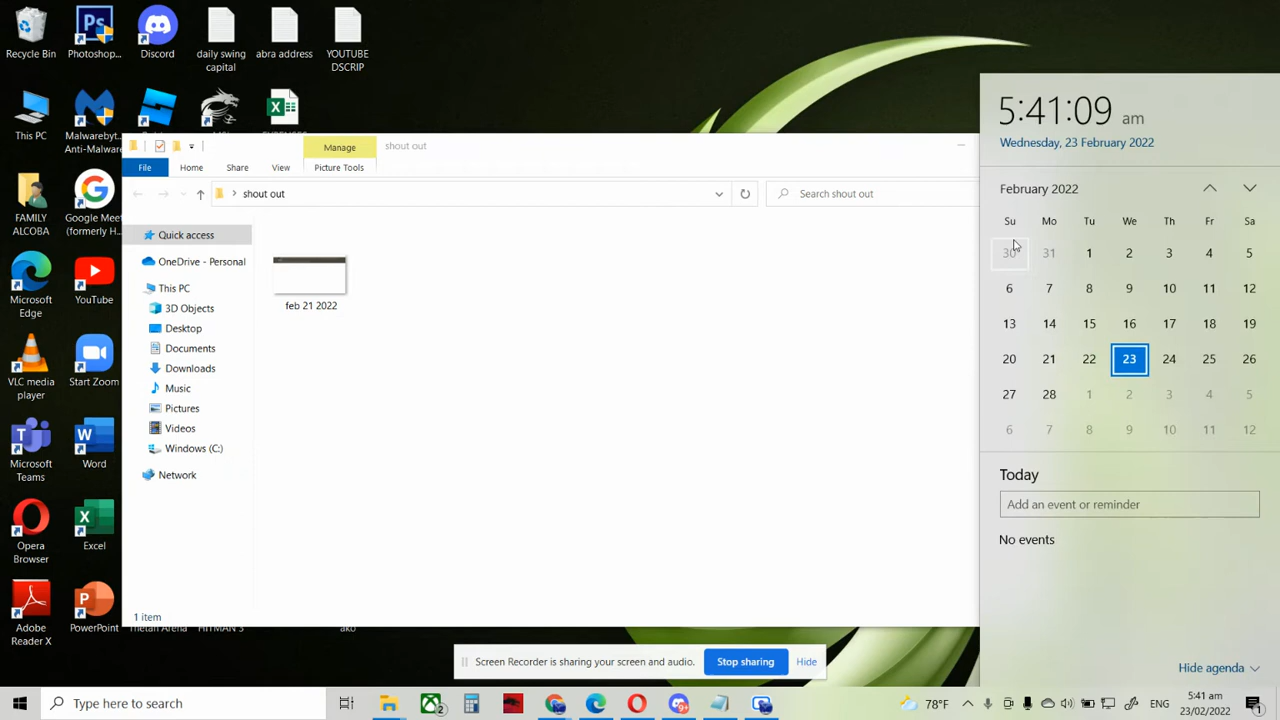 Recycle Bin
Photoshop...
Discord
daily swing
capital
abra address
YOUTUBE
DSCRIP
This PC
Malwareby...
Anti-Malware
FAMILY
ALCOBA
Google Meet
(formerly H...
Microsoft
Edge
YouTube
VLC media
player
Start Zoom
Microsoft
Teams
Word
Opera
Browser
Excel
Adobe
Reader X
PowerPoint
Thetan Arena
HITMAN 3
ako
Manage
shout out
File
Home
Share
View
Picture Tools
shout out
Search shout out
Quick access
OneDrive - Personal
This PC
3D Objects
Desktop
Documents
Downloads
Music
Pictures
Videos
Windows (C:)
Network
feb 21 2022
1 item
5:41:09 am
Wednesday, 23 February 2022
February 2022
Su Mo Tu We Th Fr Sa
30 31 1 2 3 4 5
6 7 8 9 10 11 12
13 14 15 16 17 18 19
20 21 22 23 24 25 26
27 28 1 2 3 4 5
6 7 8 9 10 11 12
Today
Add an event or reminder
No events
Hide agenda
Screen Recorder is sharing your screen and audio.
Stop sharing
Hide
Type here to search
2
78°F
ENG
5:41 am
23/02/2022
1